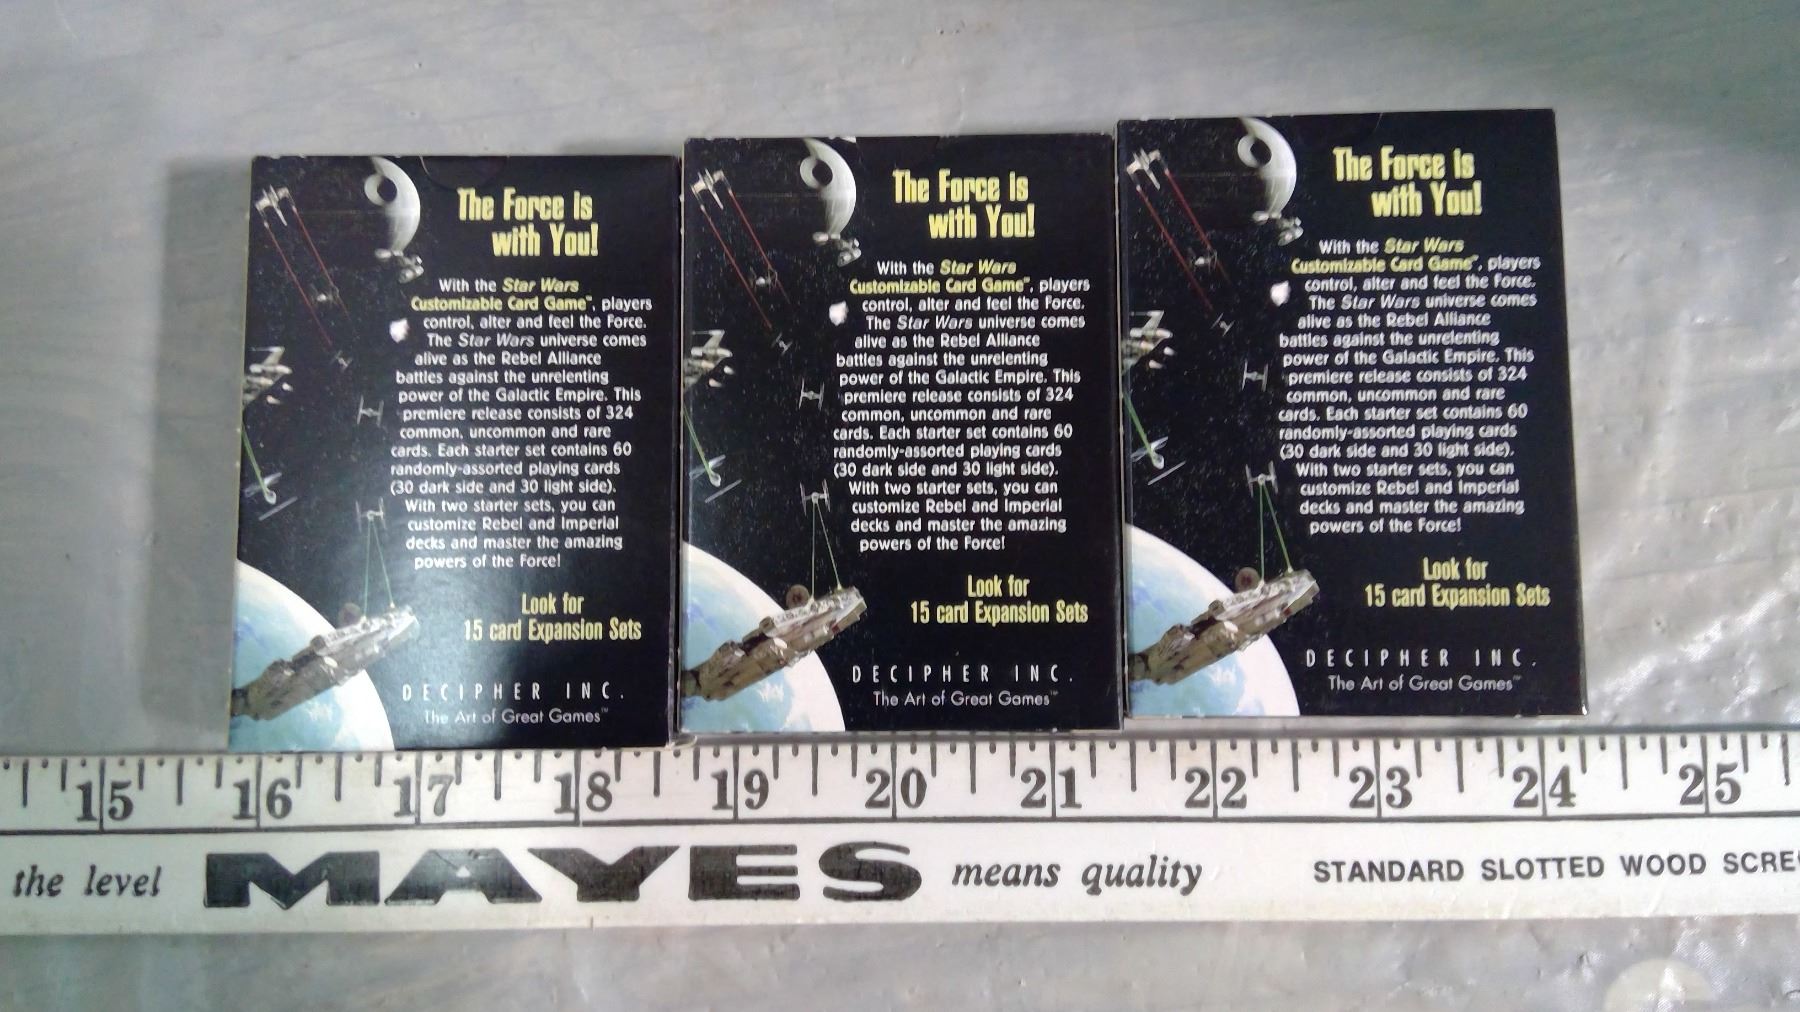 The Force is
with You!
With the Star Wars
Customizable Card Game™, players
control, alter and feel the Force.
The Star Wars universe comes
alive as the Rebel Alliance
battles against the unrelenting
power of the Galactic Empire. This
premiere release consists of 324
common, uncommon and rare
cards. Each starter set contains 60
randomly-assorted playing cards
(30 dark side and 30 light side).
With two starter sets, you can
customize Rebel and Imperial
decks and master the amazing
powers of the Force!
Look for
15 card Expansion Sets
DECIPHER INC.
The Art of Great Games™
The Force is
with You!
With the Star Wars
Customizable Card Game™, players
control, alter and feel the Force.
The Star Wars universe comes
alive as the Rebel Alliance
battles against the unrelenting
power of the Galactic Empire. This
premiere release consists of 324
common, uncommon and rare
cards. Each starter set contains 60
randomly-assorted playing cards
(30 dark side and 30 light side).
With two starter sets, you can
customize Rebel and Imperial
decks and master the amazing
powers of the Force!
Look for
15 card Expansion Sets
DECIPHER INC.
The Art of Great Games™
The Force is
with You!
With the Star Wars
Customizable Card Game™, players
control, alter and feel the Force.
The Star Wars universe comes
alive as the Rebel Alliance
battles against the unrelenting
power of the Galactic Empire. This
premiere release consists of 324
common, uncommon and rare
cards. Each starter set contains 60
randomly-assorted playing cards
(30 dark side and 30 light side).
With two starter sets, you can
customize Rebel and Imperial
decks and master the amazing
powers of the Force!
Look for
15 card Expansion Sets
DECIPHER INC.
The Art of Great Games™
15 16 17 18 19 20 21 22 23 24 25
the level MAYES means quality STANDARD SLOTTED WOOD SCRE